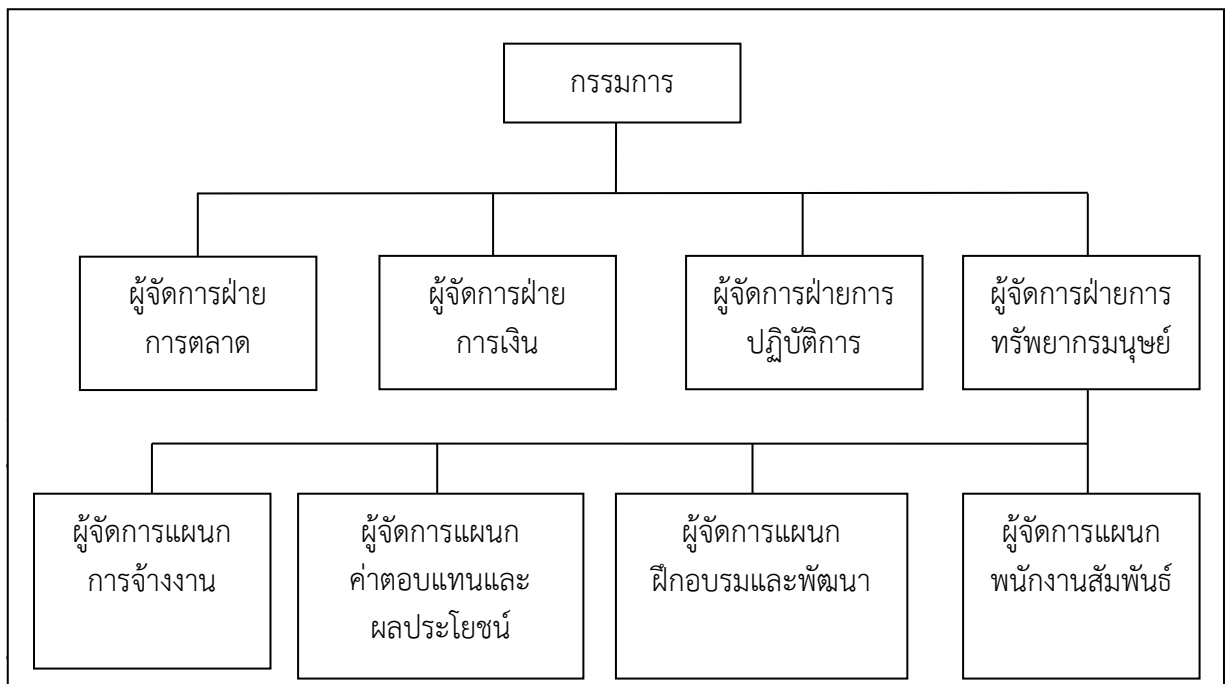 กรรมการ
ผู้จัดการฝ่าย
การตลาด
ผู้จัดการฝ่าย
การเงิน
ผู้จัดการฝ่ายการ
ปฏิบัติการ
ผู้จัดการฝ่ายการ
ทรัพยากรมนุษย์
ผู้จัดการแผนก
การจ้างงาน
ผู้จัดการแผนก
ค่าตอบแทนและ
ผลประโยชน์
ผู้จัดการแผนก
ฝึกอบรมและพัฒนา
ผู้จัดการแผนก
พนักงานสัมพันธ์